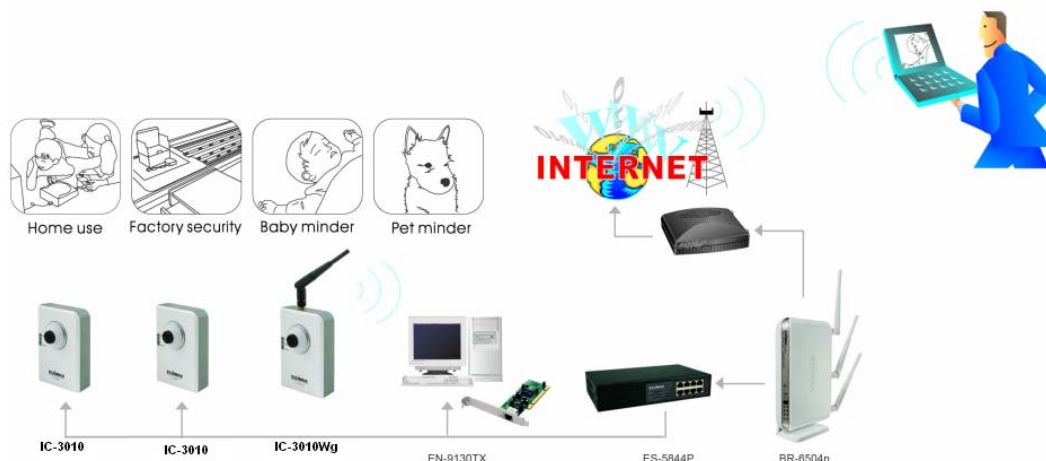 WWW
INTERNET
Home use
Factory security
Baby minder
Pet minder
IC-3010
IC-3010
IC-3010Wg
EN-9130TX
ES-5844P
BR-6504n